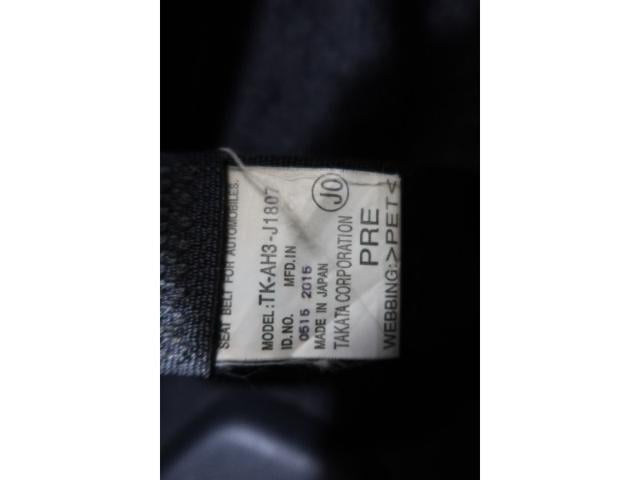 SEAT BELT FOR AUTOMOBILES.
MODEL:TK-AH3-J1807
ID.NO. MFD.IN
0515 2015
MADE IN JAPAN
TAKATA CORPORATION JO
PRE
WEBBING:>PET<